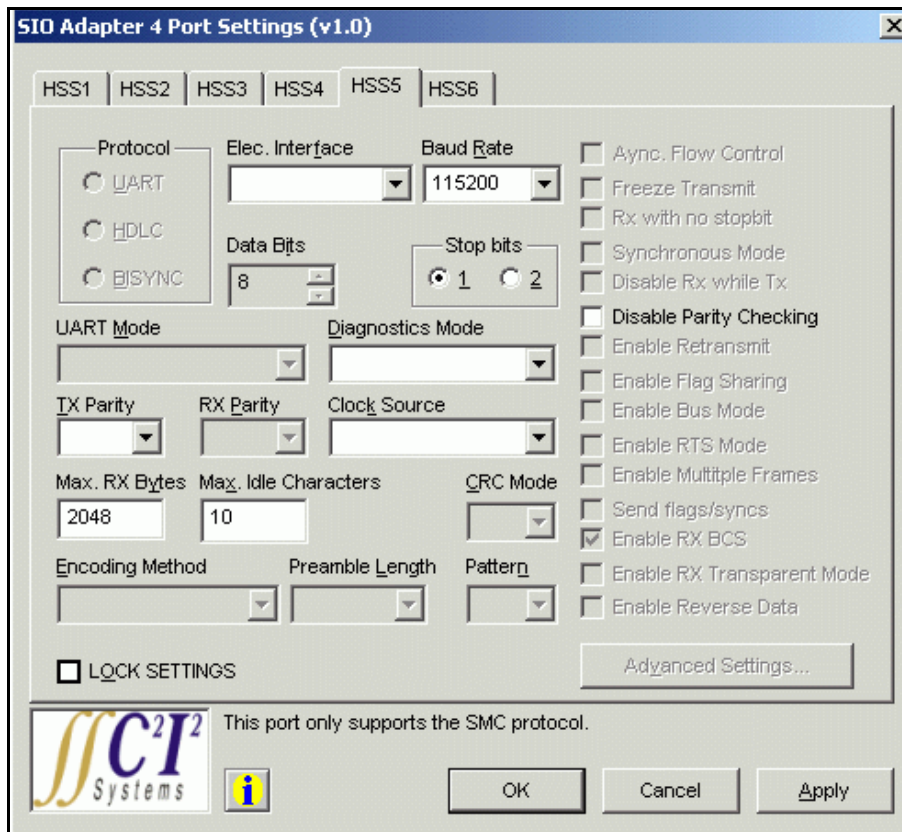 SIO Adapter 4 Port Settings (v1.0)
HSS1 HSS2 HSS3 HSS4 HSS5 HSS6
Protocol
UART
HDLC
BISYNC
Elec. Interface
Baud Rate
115200
Data Bits
8
Stop bits
1 2
UART Mode
Diagnostics Mode
TX Parity
RX Parity
Clock Source
Max. RX Bytes
2048
Max. Idle Characters
10
CRC Mode
Encoding Method
Preamble Length
Pattern
LOCK SETTINGS
Aync. Flow Control
Freeze Transmit
Rx with no stopbit
Synchronous Mode
Disable Rx while Tx
Disable Parity Checking
Enable Retransmit
Enable Flag Sharing
Enable Bus Mode
Enable RTS Mode
Enable Multitple Frames
Send flags/syncs
Enable RX BCS
Enable RX Transparent Mode
Enable Reverse Data
Advanced Settings...
C²I²
Systems
This port only supports the SMC protocol.
OK Cancel Apply